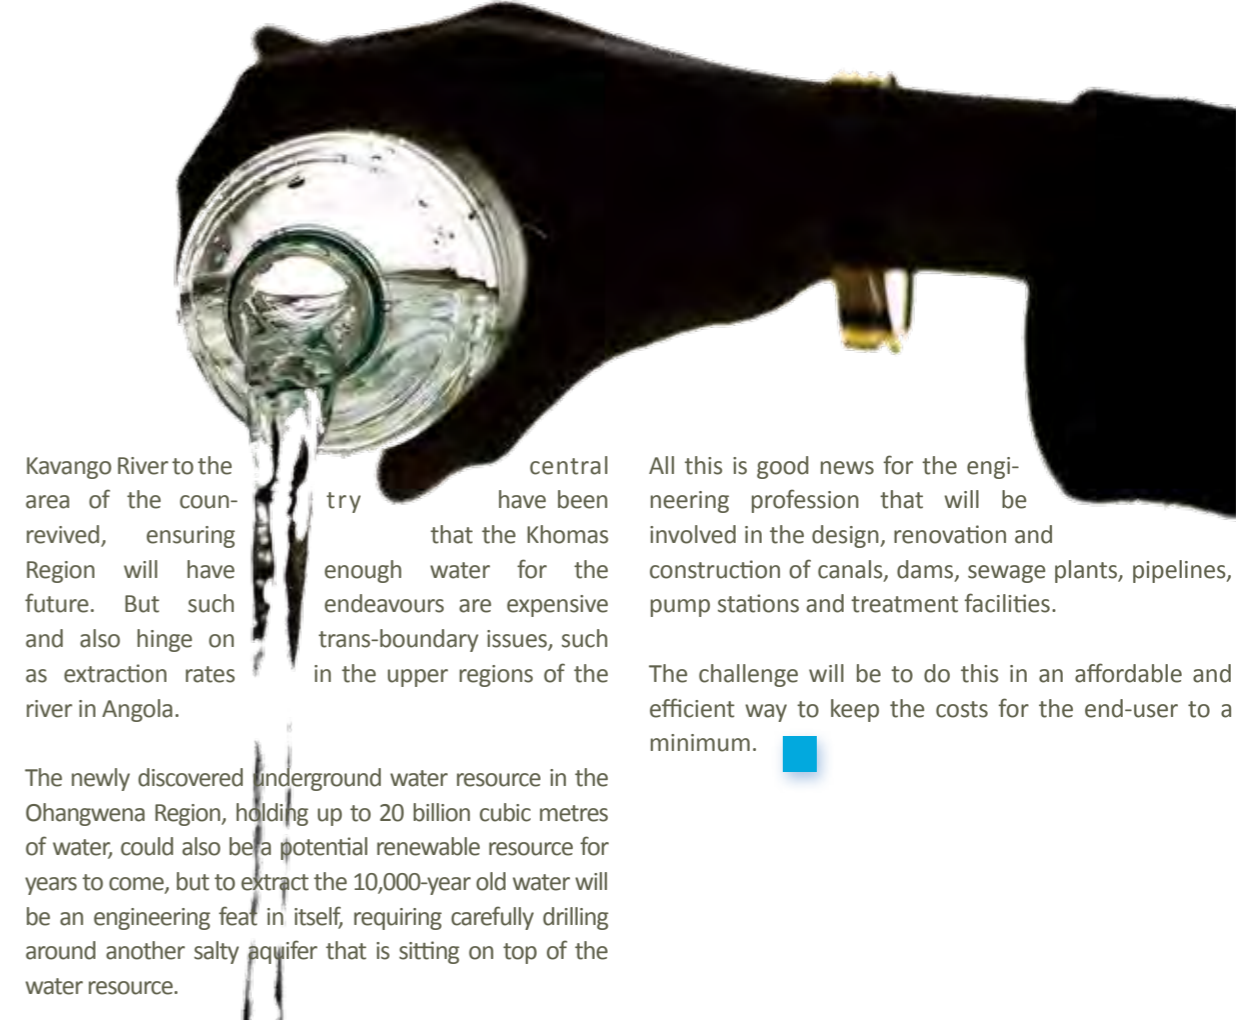 Kavango River to the central
area of the coun-try have been
revived, ensuring that the Khomas
Region will have enough water for the
future. But such endeavours are expensive
and also hinge on trans-boundary issues, such
as extraction rates in the upper regions of the
river in Angola.
The newly discovered underground water resource in the
Ohangwena Region, holding up to 20 billion cubic metres
of water, could also be a potential renewable resource for
years to come, but to extract the 10,000-year old water will
be an engineering feat in itself, requiring carefully drilling
around another salty aquifer that is sitting on top of the
water resource.
All this is good news for the engi-
neering profession that will be
involved in the design, renovation and
construction of canals, dams, sewage plants, pipelines,
pump stations and treatment facilities.
The challenge will be to do this in an affordable and
efficient way to keep the costs for the end-user to a
minimum.